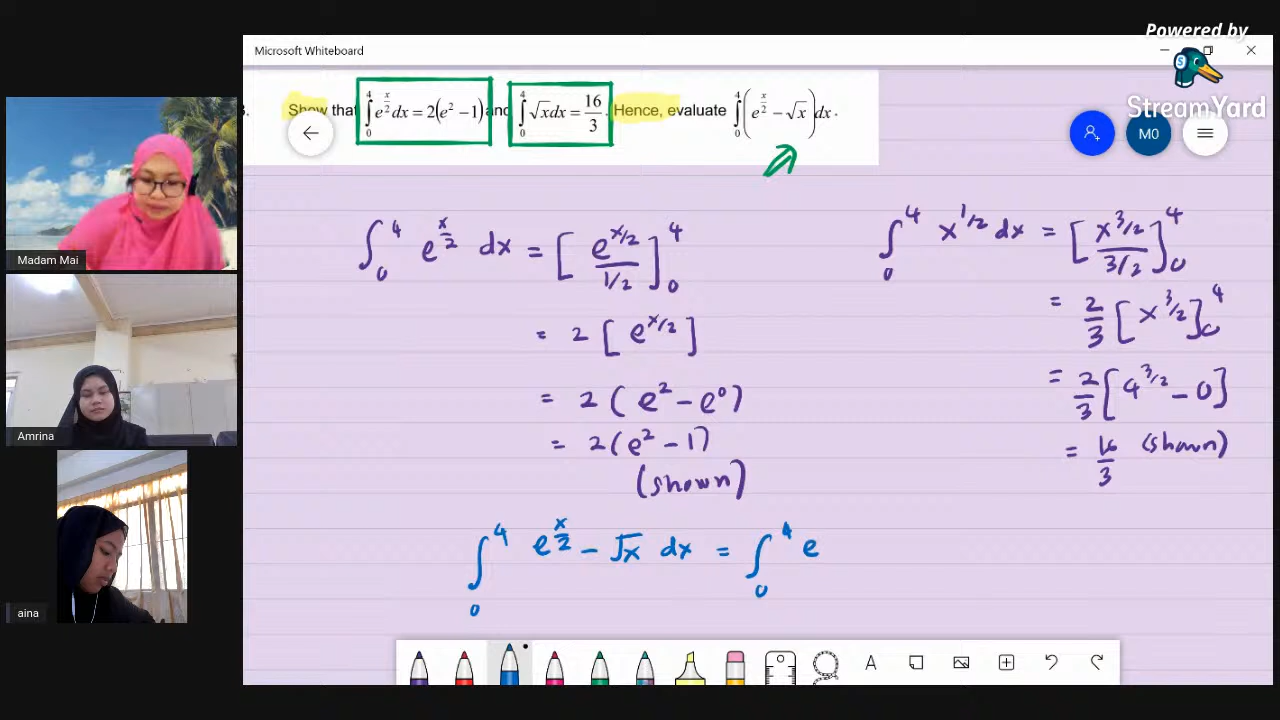 Powered by
StreamYard
Microsoft Whiteboard
3. Show that ∫₀⁴ e^(x/2) dx = 2(e² − 1) and ∫₀⁴ √x dx = 16/3. Hence, evaluate ∫₀⁴ (e^(x/2) − √x) dx.
M0
∫₀⁴ e^(x/2) dx = [e^(x/2) / (1/2)]₀⁴
= 2 [e^(x/2)]
= 2 (e² − e⁰)
= 2 (e² − 1)
(shown)
∫₀⁴ x^(1/2) dx = [x^(3/2) / (3/2)]₀⁴
= 2/3 [x^(3/2)]₀⁴
= 2/3 [4^(3/2) − 0]
= 16/3 (shown)
∫₀⁴ e^(x/2) − √x dx = ∫₀⁴ e
Madam Mai
Amrina
aina
A